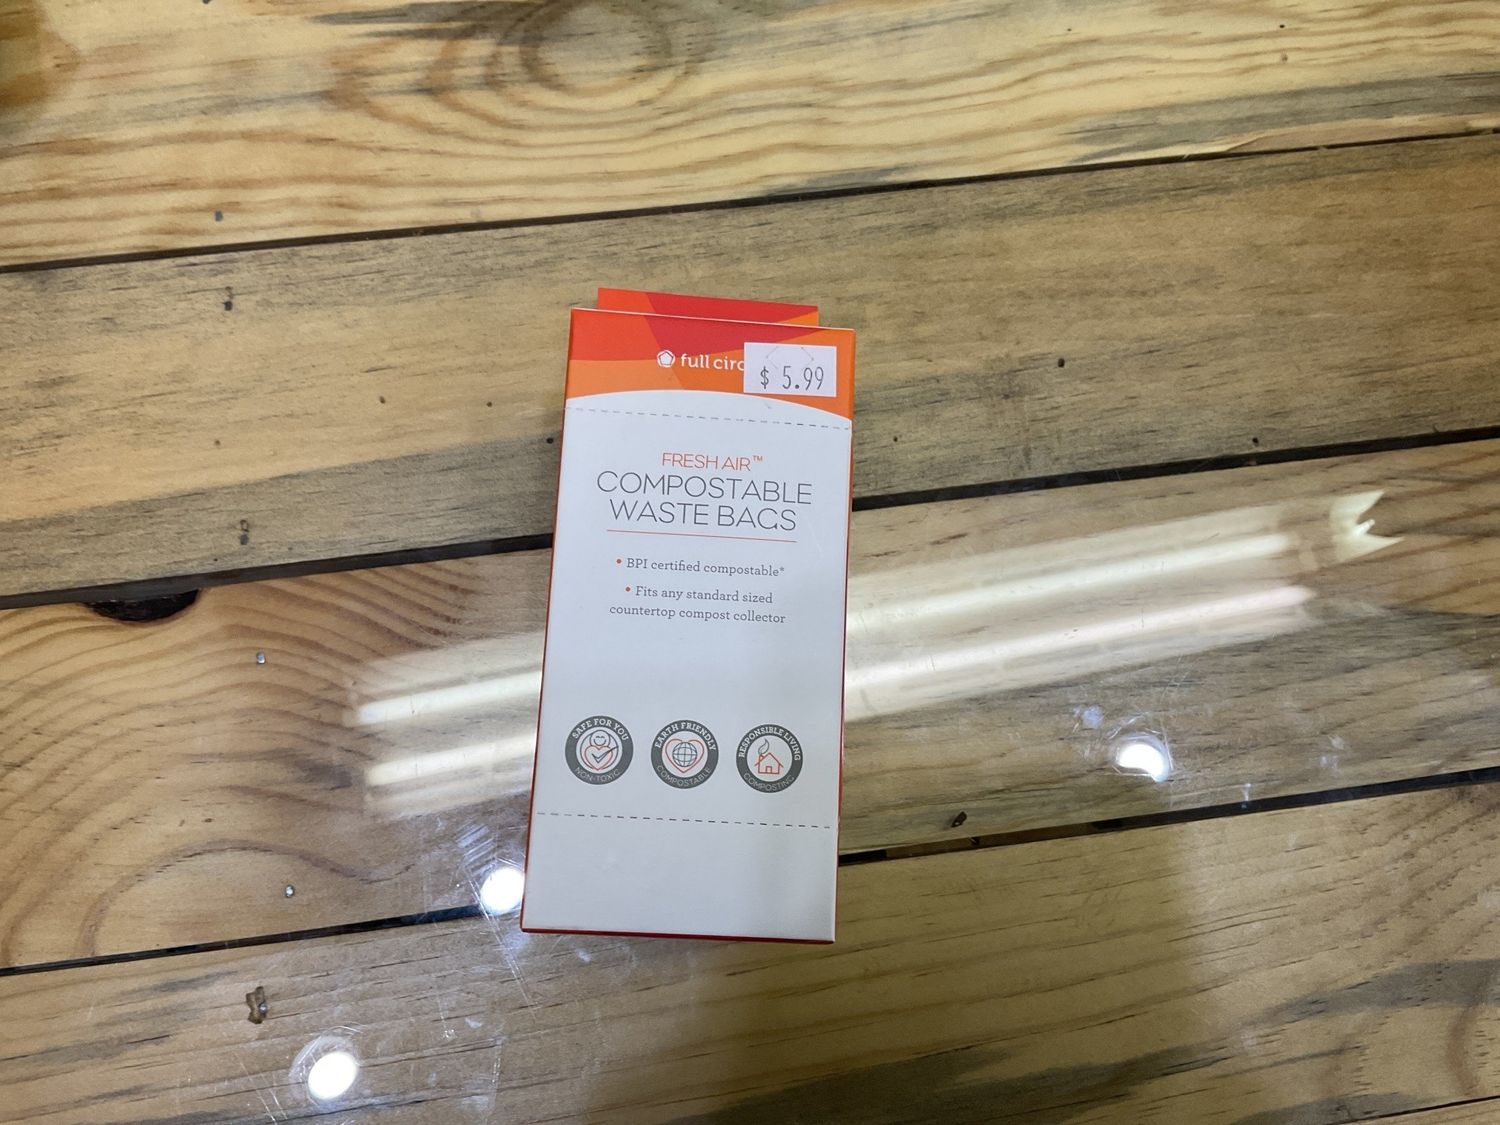 full circ
$ 5.99
FRESH AIR™
COMPOSTABLE
WASTE BAGS
• BPI certified compostable*
• Fits any standard sized
countertop compost collector
SAFE FOR YOU
NON-TOXIC
EARTH FRIENDLY
COMPOSTABLE
RESPONSIBLE LIVING
COMPOSTING